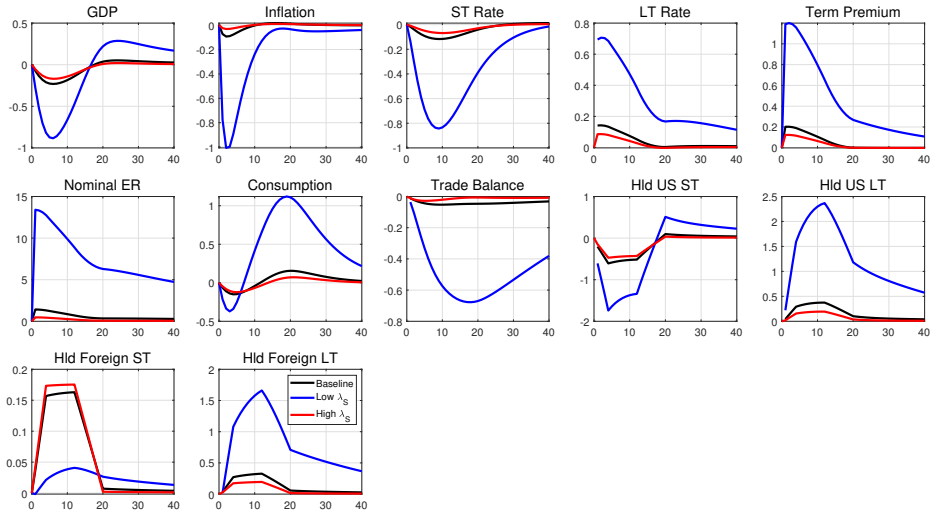 GDP
Inflation
ST Rate
LT Rate
Term Premium
0.5
0
-0.5
-1
0 10 20 30 40
0
-0.2
-0.4
-0.6
-0.8
-1
0 10 20 30 40
0
-0.2
-0.4
-0.6
-0.8
-1
0 10 20 30 40
0.8
0.6
0.4
0.2
0
0 10 20 30 40
1
0.8
0.6
0.4
0.2
0
0 10 20 30 40
Nominal ER
Consumption
Trade Balance
Hld US ST
Hld US LT
15
10
5
0
0 10 20 30 40
1
0.5
0
-0.5
0 10 20 30 40
0
-0.2
-0.4
-0.6
-0.8
0 10 20 30 40
1
0
-1
-2
0 10 20 30 40
2.5
2
1.5
1
0.5
0
0 10 20 30 40
Hld Foreign ST
Hld Foreign LT
0.2
0.15
0.1
0.05
0
0 10 20 30 40
2
1.5
1
0.5
0
0 10 20 30 40
Baseline
Low λS
High λS